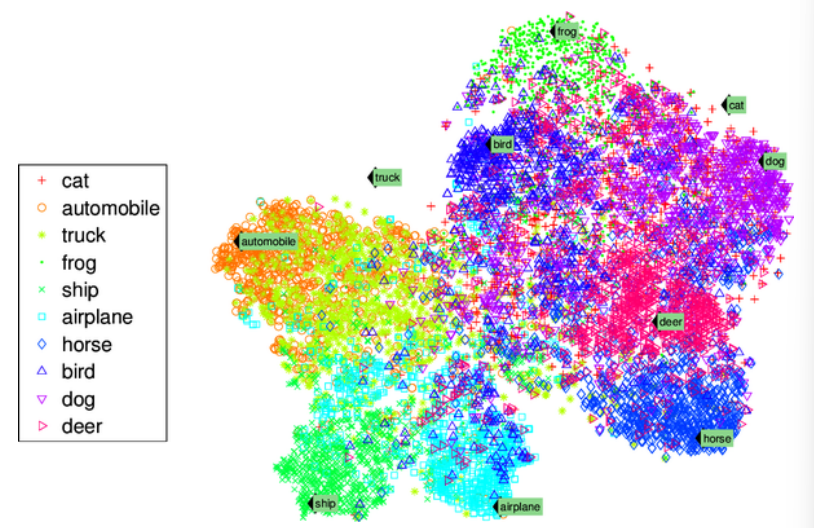 frog
cat
bird
dog
truck
cat
automobile
truck
frog
ship
airplane
horse
bird
dog
deer
automobile
deer
horse
ship
airplane